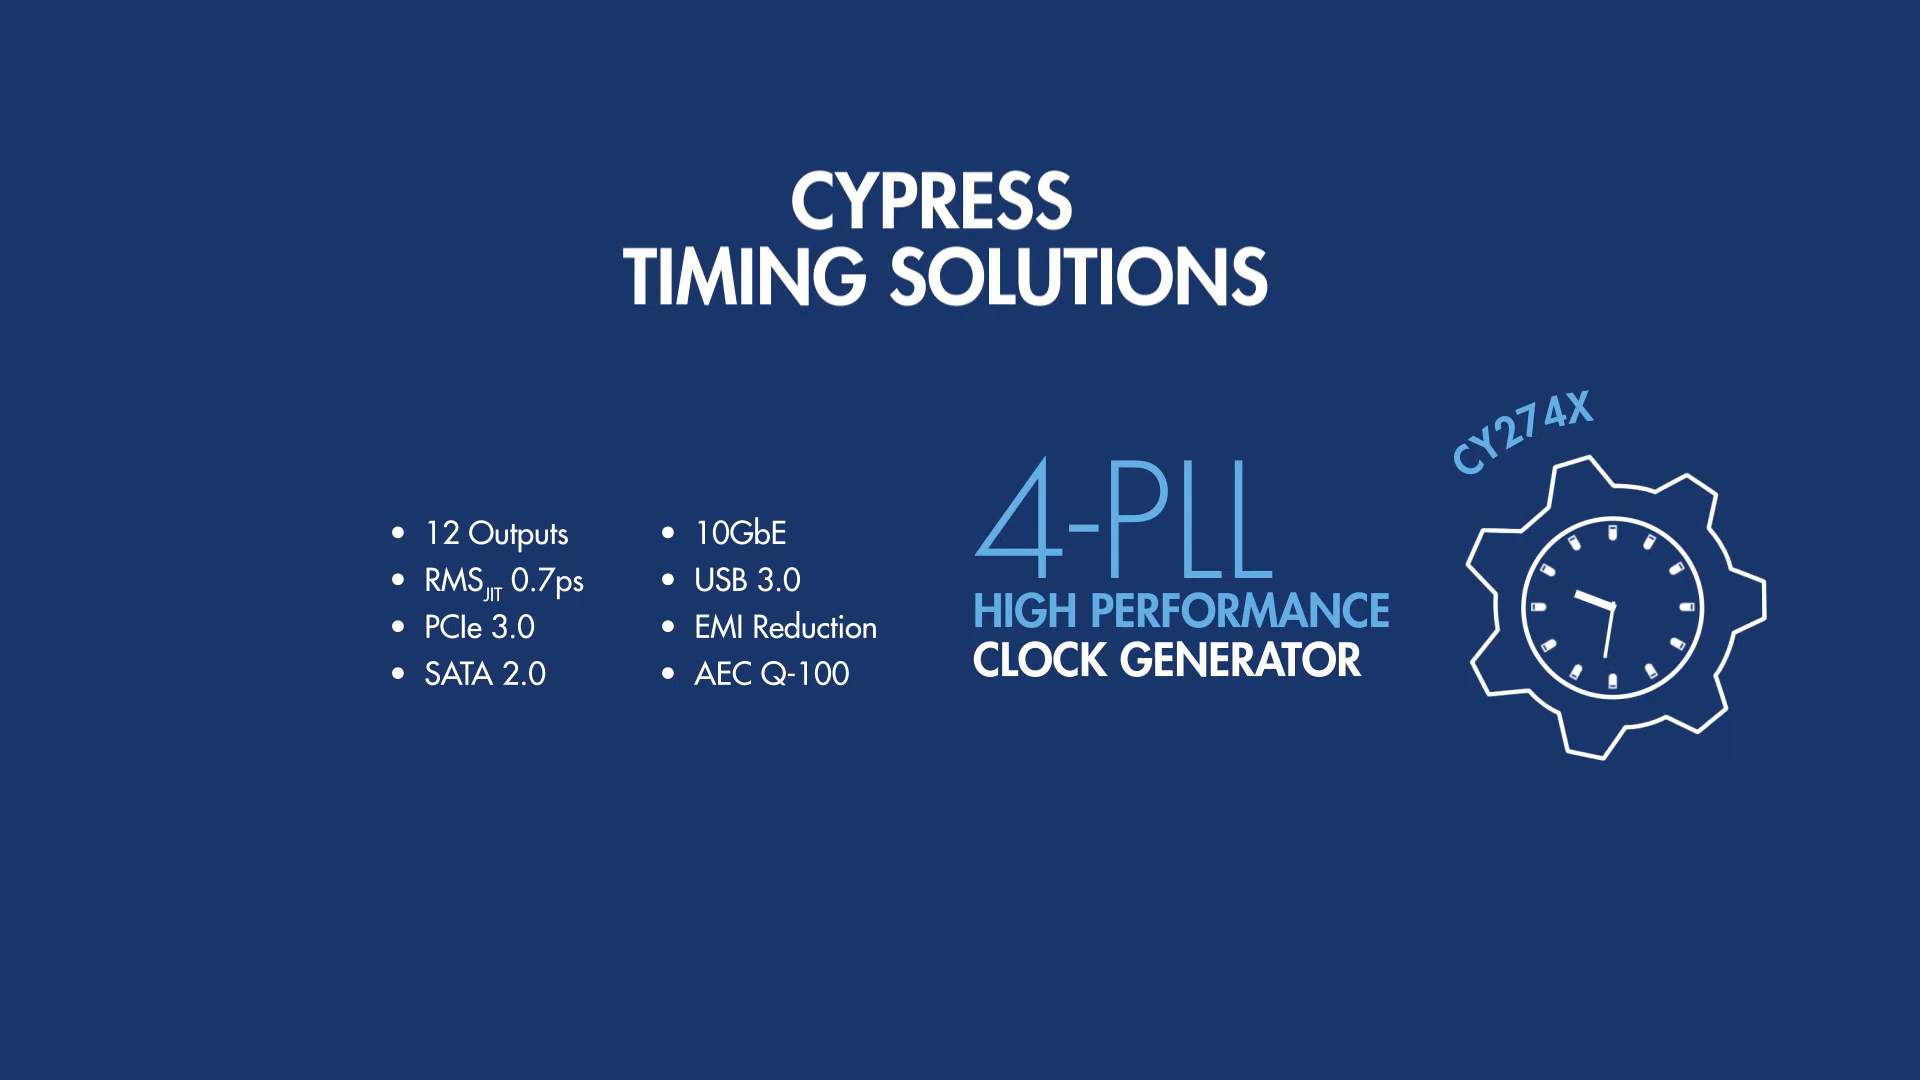 CYPRESS
TIMING SOLUTIONS
• 12 Outputs
• RMSJIT 0.7ps
• PCIe 3.0
• SATA 2.0
• 10GbE
• USB 3.0
• EMI Reduction
• AEC Q-100
4-PLL
HIGH PERFORMANCE
CLOCK GENERATOR
CY274X